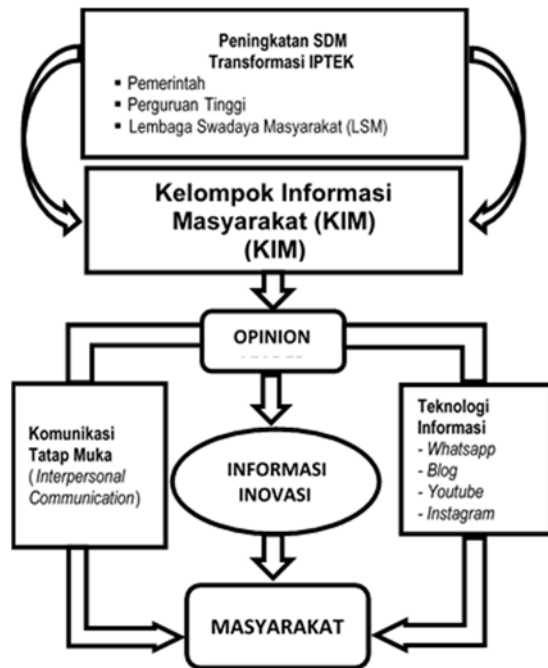 Peningkatan SDM
Transformasi IPTEK
▪ Pemerintah
▪ Perguruan Tinggi
▪ Lembaga Swadaya Masyarakat (LSM)
Kelompok Informasi
Masyarakat (KIM)
(KIM)
OPINION
Komunikasi
Tatap Muka
(Interpersonal
Communication)
INFORMASI
INOVASI
Teknologi
Informasi
- Whatsapp
- Blog
- Youtube
- Instagram
MASYARAKAT